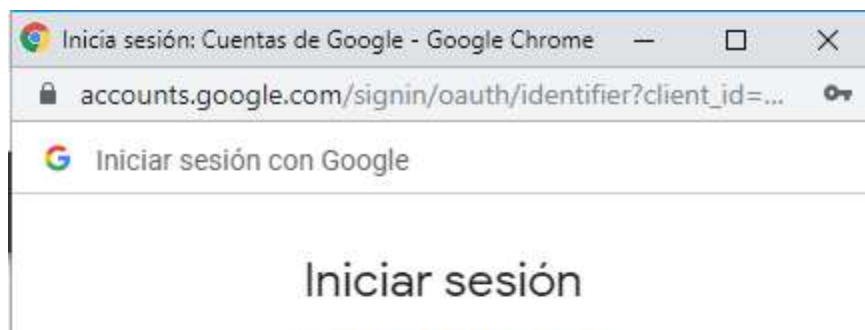 Inicia sesión: Cuentas de Google - Google Chrome
accounts.google.com/signin/oauth/identifier?client_id=...
Iniciar sesión con Google
Iniciar sesión